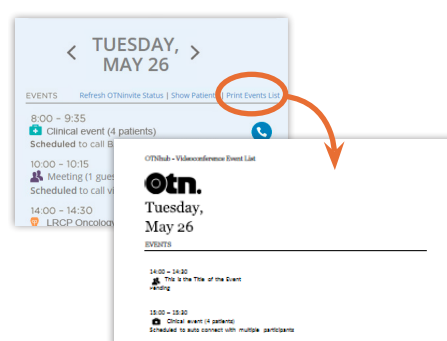 TUESDAY,
MAY 26
EVENTS Refresh OTNinvite Status | Show Patients | Print Events List
8:00 – 9:35
Clinical event (4 patients)
Scheduled to call B
10:00 – 10:15
Meeting (1 gues
Scheduled to call vi
14:00 – 14:30
LRCP Oncology
OTNhub - Videoconference Event List
otn.
Tuesday,
May 26
EVENTS
14:00 – 14:30
This is the Title of the Event
Pending
15:00 – 15:30
Clinical event (4 patients)
Scheduled to auto connect with multiple participants